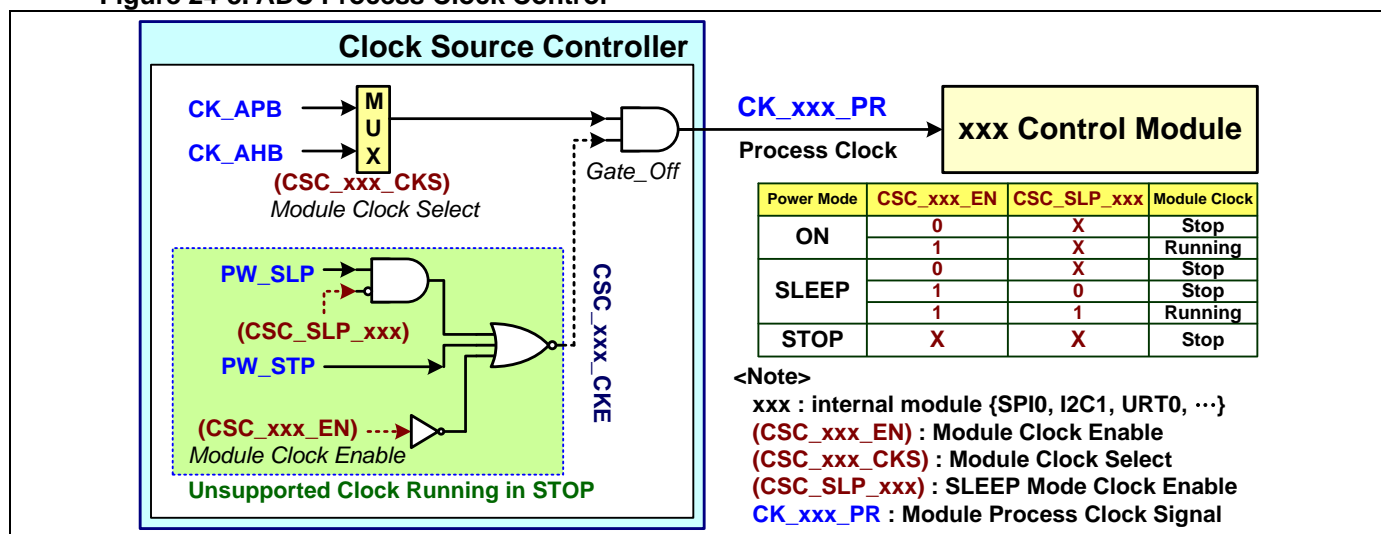 Clock Source Controller
CK_APB
CK_AHB
MUX
(CSC_xxx_CKS)
Module Clock Select
Gate_Off
PW_SLP
(CSC_SLP_xxx)
PW_STP
(CSC_xxx_EN)
Module Clock Enable
Unsupported Clock Running in STOP
CSC_xxx_CKE
CK_xxx_PR
Process Clock
xxx Control Module
Power Mode CSC_xxx_EN CSC_SLP_xxx Module Clock
ON 0 X Stop
1 X Running
SLEEP 0 X Stop
1 0 Stop
1 1 Running
STOP X X Stop
<Note>
xxx : internal module {SPI0, I2C1, URT0, ⋯}
(CSC_xxx_EN) : Module Clock Enable
(CSC_xxx_CKS) : Module Clock Select
(CSC_SLP_xxx) : SLEEP Mode Clock Enable
CK_xxx_PR : Module Process Clock Signal